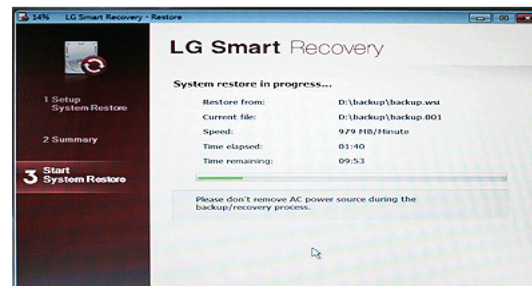 14% LG Smart Recovery - Restore
LG Smart Recovery
System restore in progress...
1 Setup
System Restore
Restore from: D:\backup\backup.wsi
Current file: D:\backup\backup.001
2 Summary
Speed: 979 MB/Minute
Time elapsed: 01:40
Time remaining: 09:53
3 Start
System Restore
Please don't remove AC power source during the
backup/recovery process.